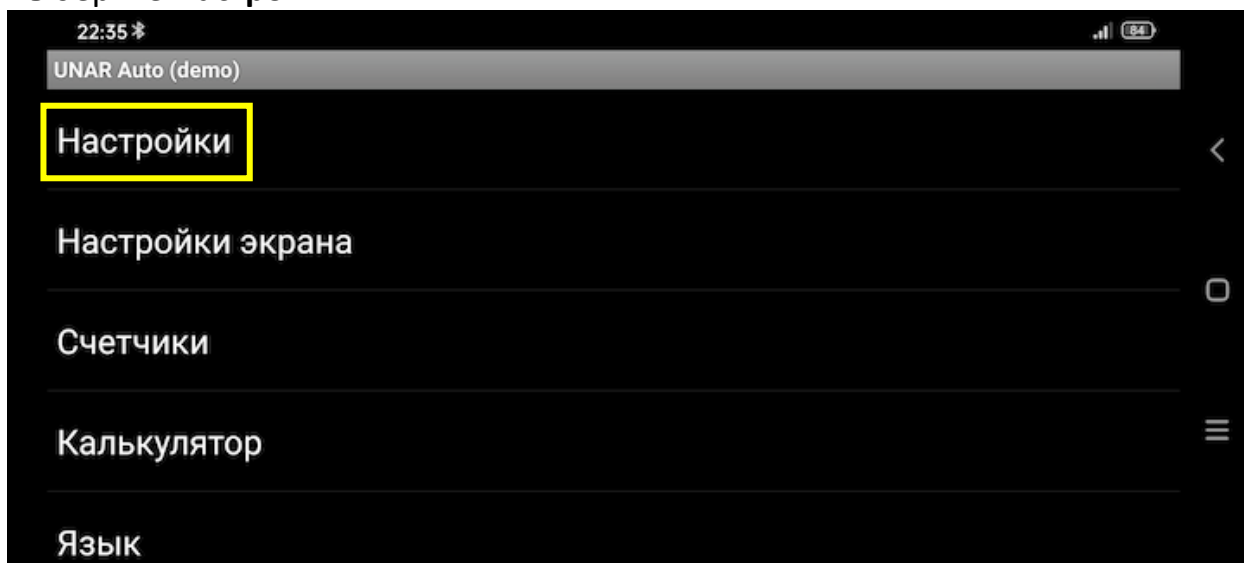 22:35
84
UNAR Auto (demo)
Настройки
Настройки экрана
Счетчики
Калькулятор
Язык